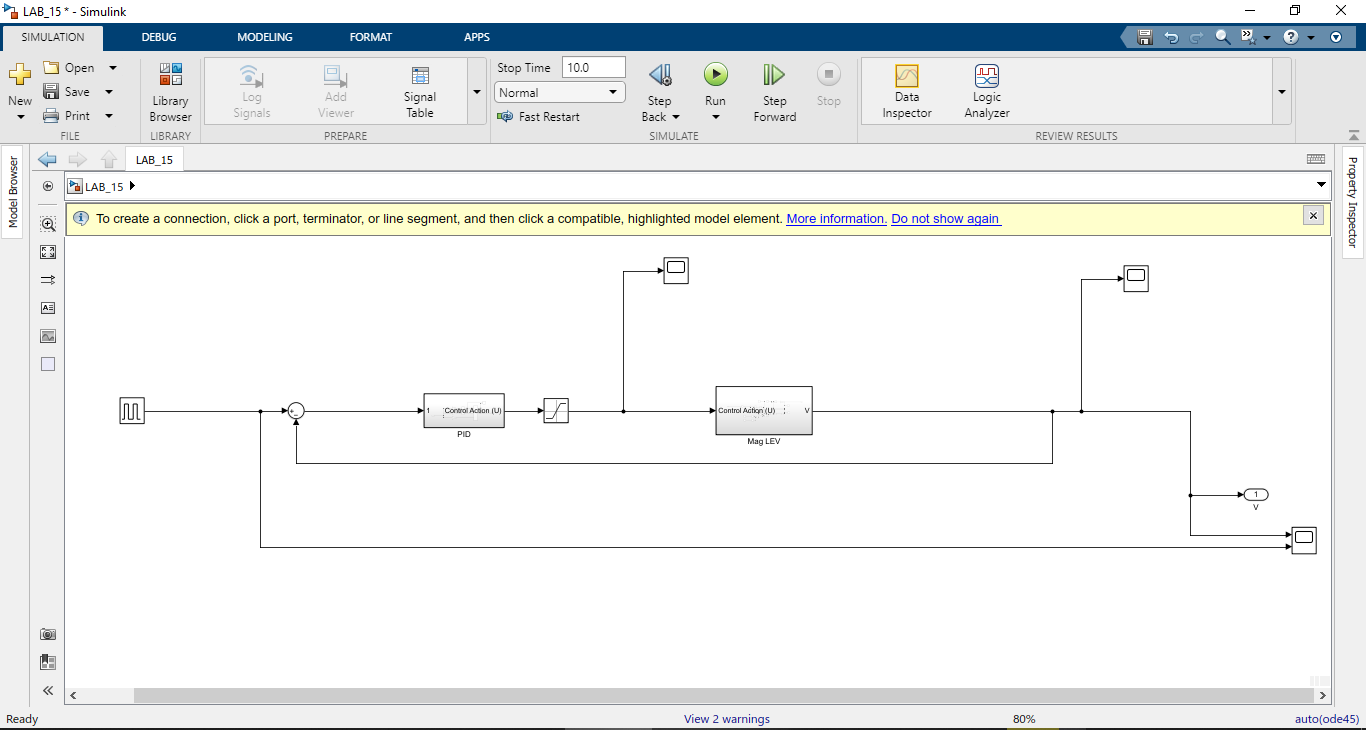 LAB_15 * - Simulink
SIMULATION DEBUG MODELING FORMAT APPS
New
Open
Save
Print
FILE
Library Browser
LIBRARY
Log Signals
Add Viewer
Signal Table
PREPARE
Stop Time 10.0
Normal
Fast Restart
Step Back
Run
Step Forward
Stop
SIMULATE
Data Inspector
Logic Analyzer
REVIEW RESULTS
Model Browser
LAB_15
Property Inspector
LAB_15
To create a connection, click a port, terminator, or line segment, and then click a compatible, highlighted model element. More information. Do not show again
1 Control Action (U)
PID
Control Action (U) V
Mag LEV
1
V
Ready View 2 warnings 80% auto(ode45)